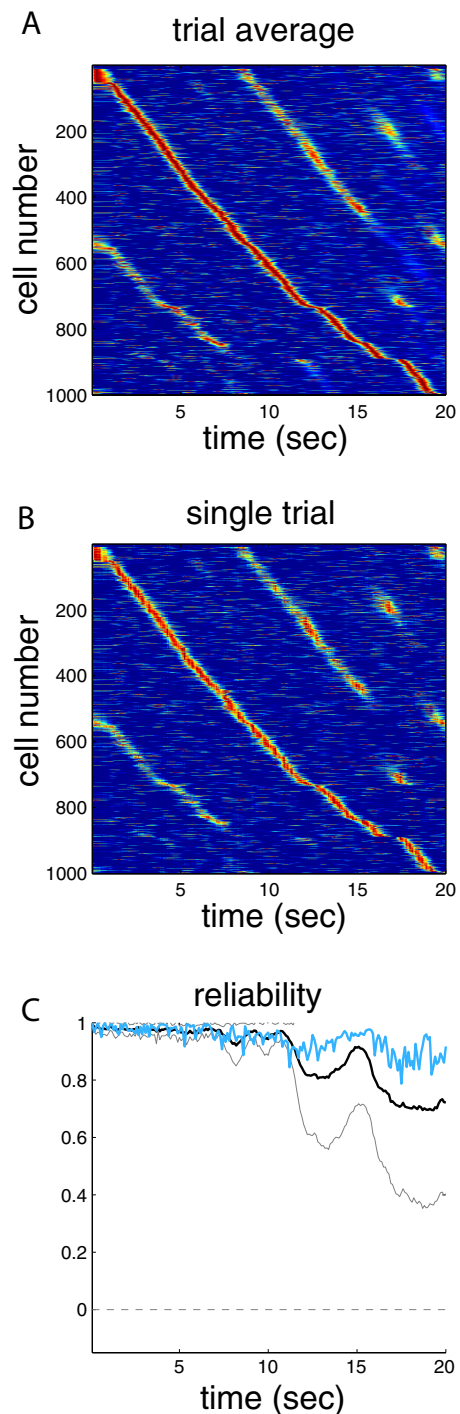 A
trial average
cell number
200
400
600
800
1000
5
10
15
20
time (sec)
B
single trial
cell number
200
400
600
800
1000
5
10
15
20
time (sec)
C
reliability
1
0.8
0.6
0.4
0.2
0
5
10
15
20
time (sec)